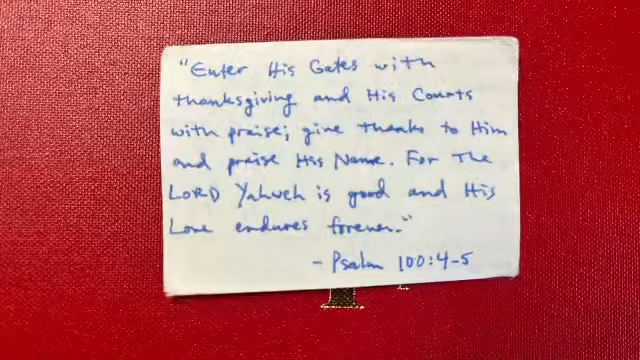 "Enter His Gates with
thanksgiving and His Courts
with praise; give thanks to Him
and praise His Name. For The
LORD Yahweh is good and His
Love endures forever."
- Psalm 100:4-5